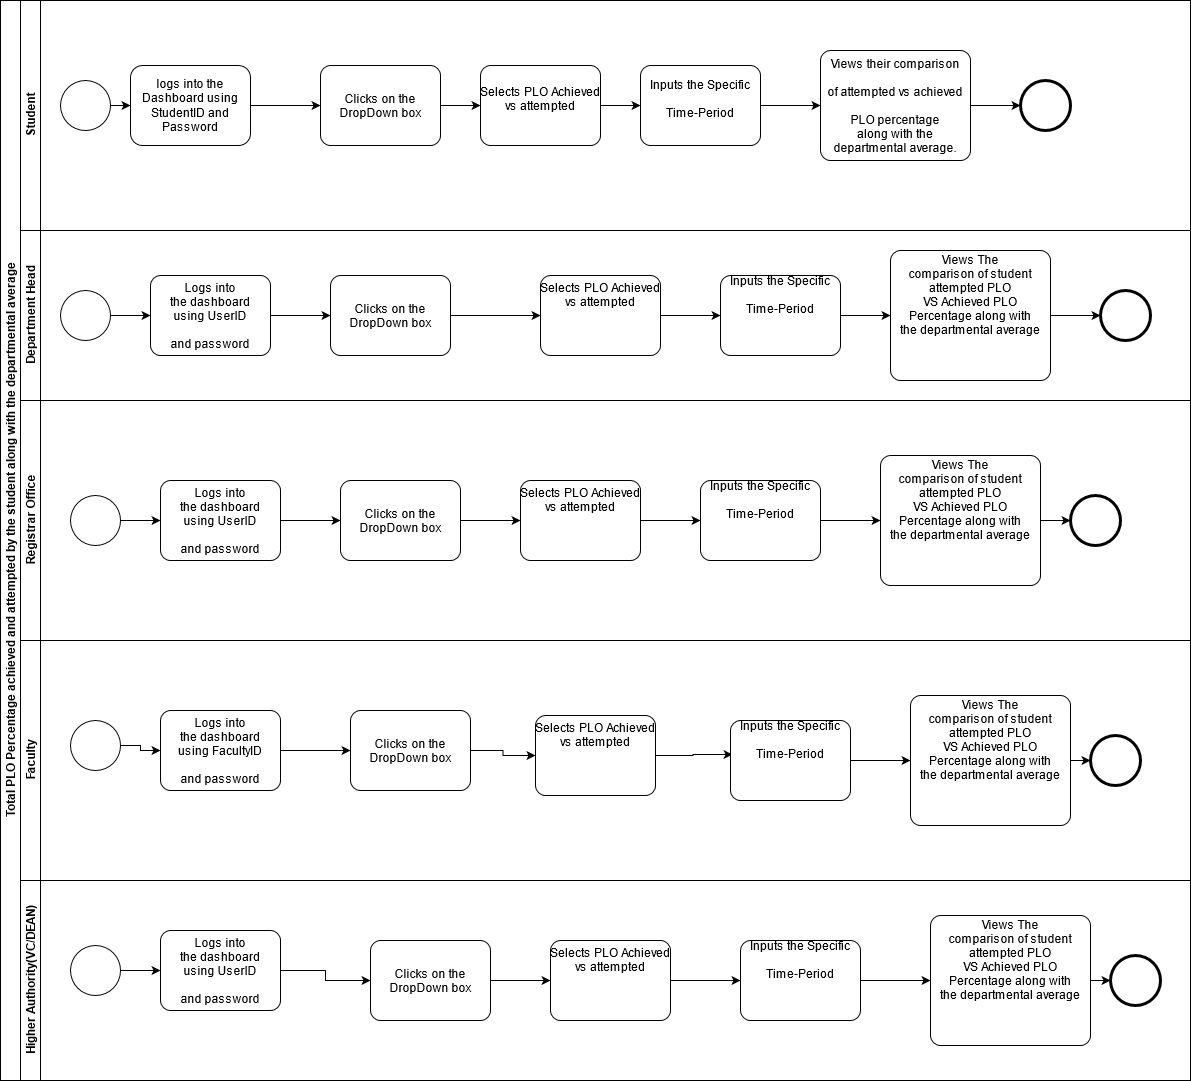 Total PLO Percentage achieved and attempted by the student along with the departmental average
Student
logs into the
Dashboard using
StudentID and
Password
Clicks on the
DropDown box
Selects PLO Achieved
vs attempted
Inputs the Specific
Time-Period
Views their comparison
of attempted vs achieved
PLO percentage
along with the
departmental average.
Department Head
Logs into
the dashboard
using UserID
and password
Clicks on the
DropDown box
Selects PLO Achieved
vs attempted
Inputs the Specific
Time-Period
Views The
comparison of student
attempted PLO
VS Achieved PLO
Percentage along with
the departmental average
Registrar Office
Logs into
the dashboard
using UserID
and password
Clicks on the
DropDown box
Selects PLO Achieved
vs attempted
Inputs the Specific
Time-Period
Views The
comparison of student
attempted PLO
VS Achieved PLO
Percentage along with
the departmental average
Faculty
Logs into
the dashboard
using FacultyID
and password
Clicks on the
DropDown box
Selects PLO Achieved
vs attempted
Inputs the Specific
Time-Period
Views The
comparison of student
attempted PLO
VS Achieved PLO
Percentage along with
the departmental average
Higher Authority(VC/DEAN)
Logs into
the dashboard
using UserID
and password
Clicks on the
DropDown box
Selects PLO Achieved
vs attempted
Inputs the Specific
Time-Period
Views The
comparison of student
attempted PLO
VS Achieved PLO
Percentage along with
the departmental average